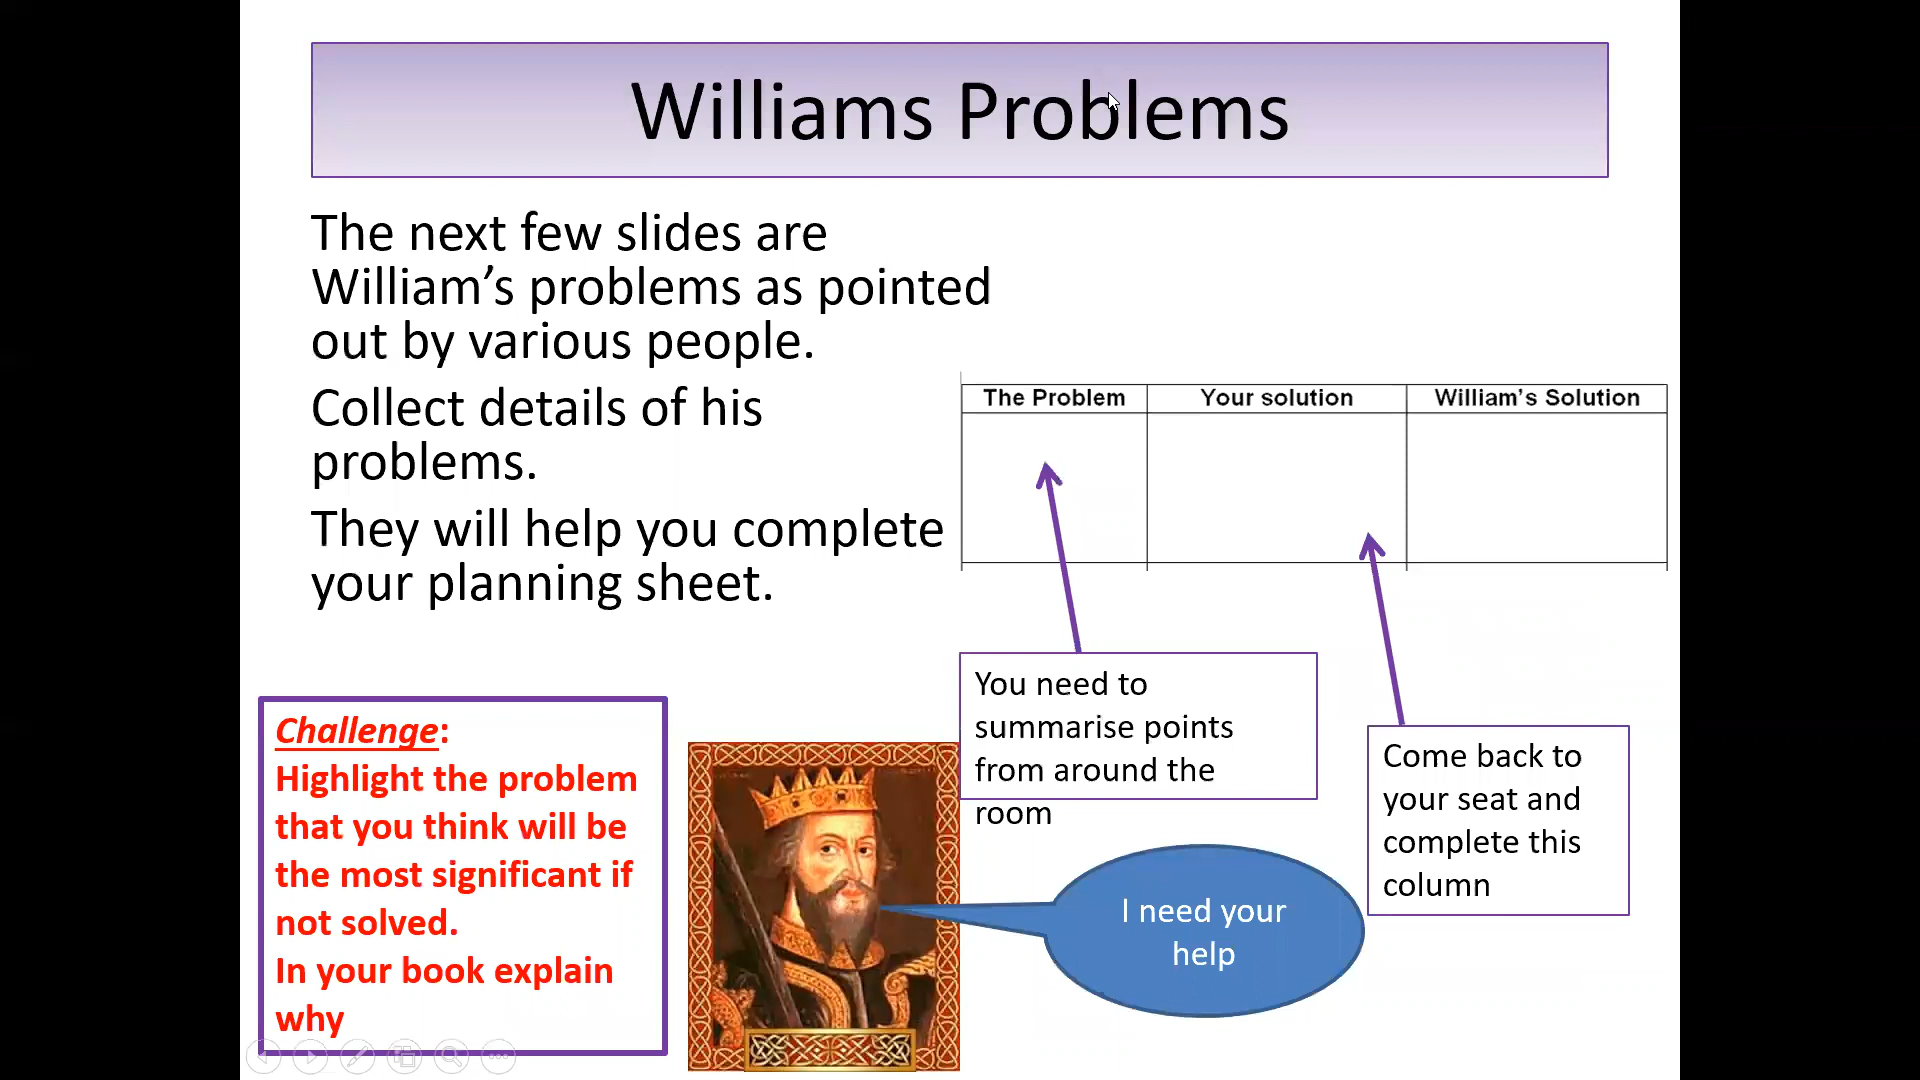 Williams Problems
The next few slides are
William’s problems as pointed
out by various people.
Collect details of his
problems.
They will help you complete
your planning sheet.
The Problem
Your solution
William’s Solution
You need to
summarise points
from around the
room
Come back to
your seat and
complete this
column
Challenge:
Highlight the problem
that you think will be
the most significant if
not solved.
In your book explain
why
I need your
help